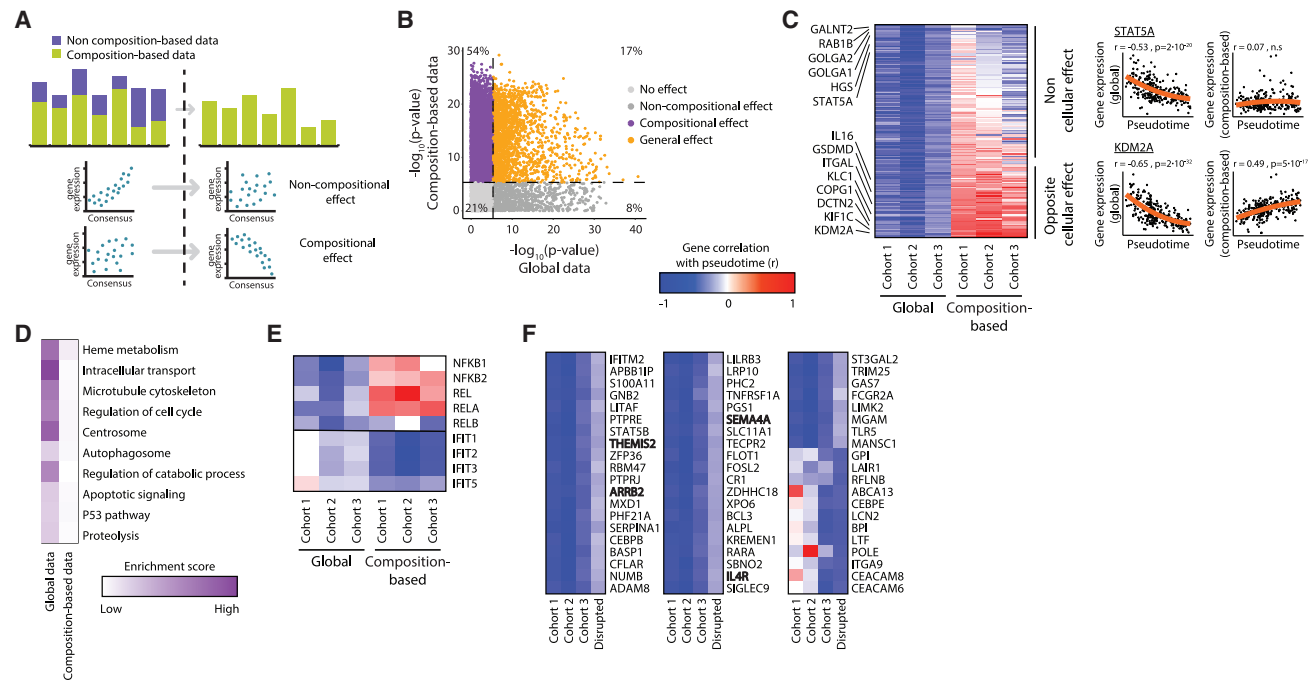 A
Non composition-based data
Composition-based data
gene
expression
Consensus
gene
expression
Consensus
Non-compositional
effect
gene
expression
Consensus
gene
expression
Consensus
Compositional
effect
B
-log10(p-value)
Composition-based data
30
20
10
0
54%
17%
21%
8%
0
10
20
30
40
-log10(p-value)
Global data
No effect
Non-compositional effect
Compositional effect
General effect
Gene correlation
with pseudotime (r)
-1
0
1
C
GALNT2
RAB1B
GOLGA2
GOLGA1
HGS
STAT5A
IL16
GSDMD
ITGAL
KLC1
COPG1
DCTN2
KIF1C
KDM2A
Non
cellular effect
Opposite
cellular effect
Cohort 1
Cohort 2
Cohort 3
Cohort 1
Cohort 2
Cohort 3
Global
Composition-
based
STAT5A
r = -0.53 , p=2·10-20
Gene expression
(global)
Pseudotime
r = 0.07, n.s
Gene expression
(composition-based)
Pseudotime
KDM2A
r = -0.65, p=2·10-32
Gene expression
(global)
Pseudotime
r = 0.49 , p=5·10-17
Gene expression
(composition-based)
Pseudotime
D
Heme metabolism
Intracellular transport
Microtubule cytoskeleton
Regulation of cell cycle
Centrosome
Autophagosome
Regulation of catabolic process
Apoptotic signaling
P53 pathway
Proteolysis
Global data
Composition-based data
Enrichment score
Low
High
E
NFKB1
NFKB2
REL
RELA
RELB
IFIT1
IFIT2
IFIT3
IFIT5
Cohort 1
Cohort 2
Cohort 3
Cohort 1
Cohort 2
Cohort 3
Global
Composition-
based
F
IFITM2
APBB1IP
S100A11
GNB2
LITAF
PTPRE
STAT5B
THEMIS2
ZFP36
RBM47
PTPRJ
ARRB2
MXD1
PHF21A
SERPINA1
CEBPB
BASP1
CFLAR
NUMB
ADAM8
Cohort 1
Cohort 2
Cohort 3
Disrupted
LILRB3
LRP10
PHC2
TNFRSF1A
PGS1
SEMA4A
SLC11A1
TECPR2
FLOT1
FOSL2
CR1
ZDHHC18
XPO6
BCL3
ALPL
KREMEN1
RARA
SBNO2
IL4R
SIGLEC9
Cohort 1
Cohort 2
Cohort 3
Disrupted
ST3GAL2
TRIM25
GAS7
FCGR2A
LIMK2
MGAM
TLR5
MANSC1
GPI
LAIR1
RFLNB
ABCA13
CEBPE
LCN2
BPI
LTF
POLE
ITGA9
CEACAM8
CEACAM6
Cohort 1
Cohort 2
Cohort 3
Disrupted